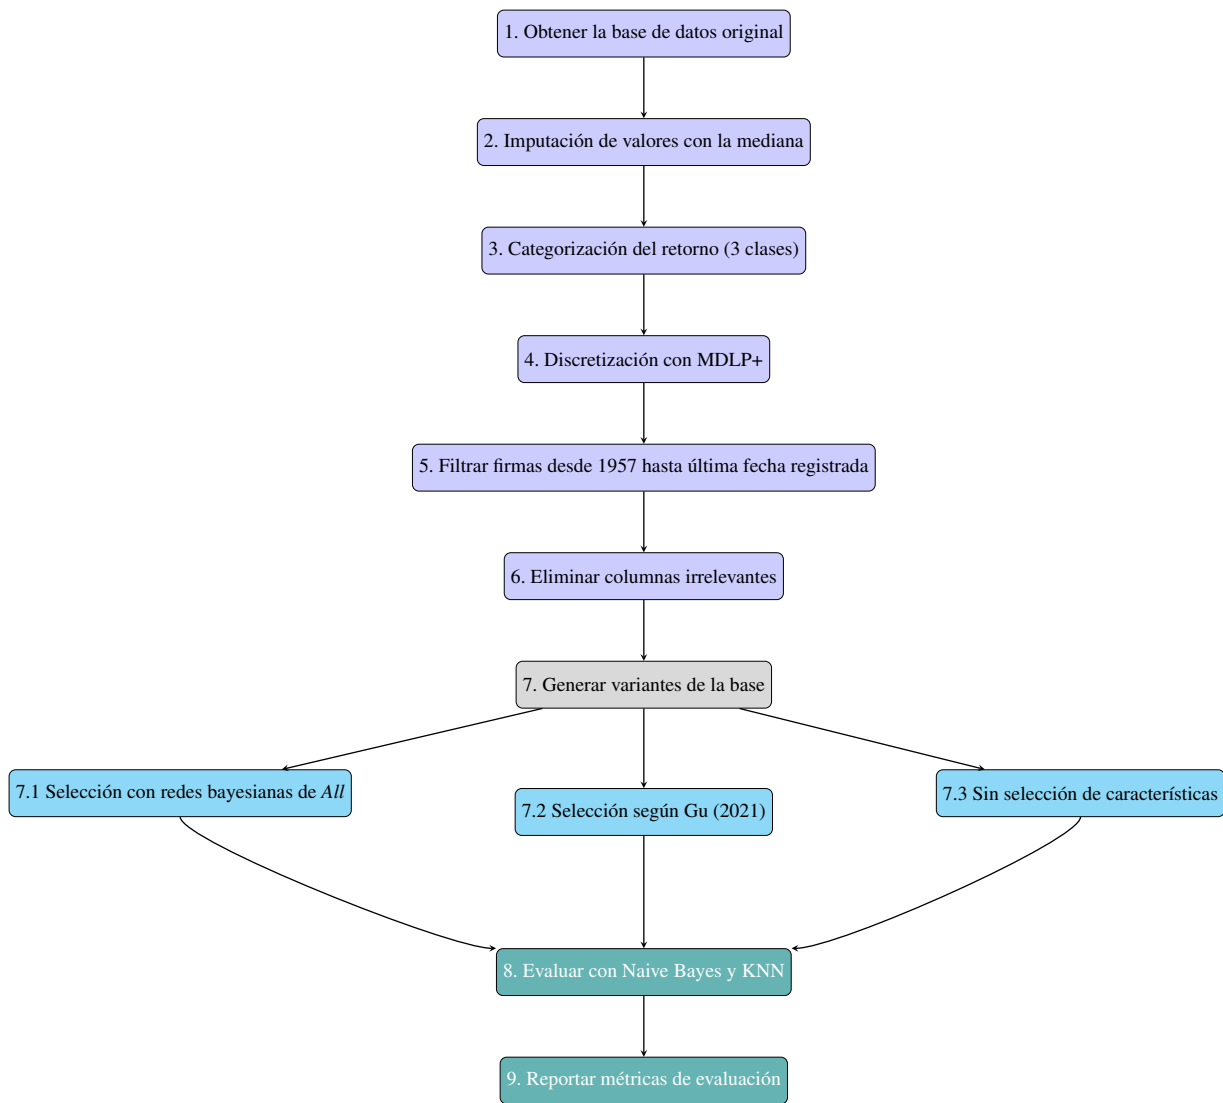 1. Obtener la base de datos original
2. Imputación de valores con la mediana
3. Categorización del retorno (3 clases)
4. Discretización con MDLP+
5. Filtrar firmas desde 1957 hasta última fecha registrada
6. Eliminar columnas irrelevantes
7. Generar variantes de la base
7.1 Selección con redes bayesianas de All
7.2 Selección según Gu (2021)
7.3 Sin selección de características
8. Evaluar con Naive Bayes y KNN
9. Reportar métricas de evaluación